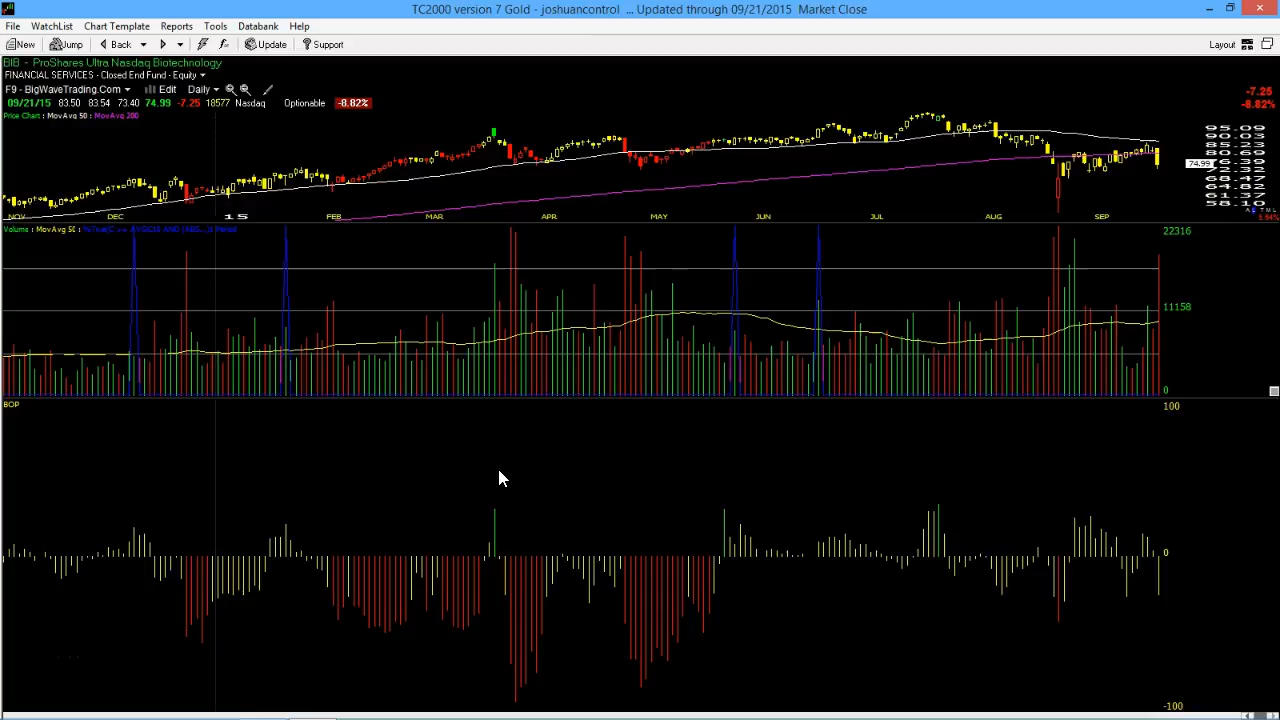 TC2000 version 7 Gold - joshuancontrol ... Updated through 09/21/2015 Market Close
File WatchList Chart Template Reports Tools Databank Help
New Jump Back Update Support Layout
BIB - ProShares Ultra Nasdaq Biotechnology
FINANCIAL SERVICES - Closed End Fund - Equity
F9 - BigWaveTrading.Com Edit Daily
-7.25
09/21/15 83.50 83.54 73.40 74.99 -7.25 18577 Nasdaq Optionable -8.82%
-8.82%
Price Chart : MovAvg 50 : MovAvg 200
95.09
90.03
85.23
80.69
74.99 76.39
72.32
68.47
64.82
61.37
58.10
NOV DEC 15 FEB MAR APR MAY JUN JUL AUG SEP
Volume : MovAvg 50 :
22316
11158
0
BOP
100
0
-100